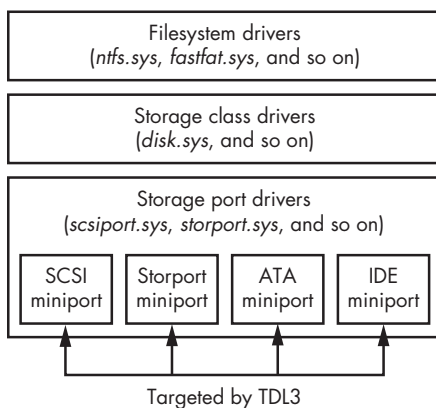 Filesystem drivers
(ntfs.sys, fastfat.sys, and so on)
Storage class drivers
(disk.sys, and so on)
Storage port drivers
(scsiport.sys, storport.sys, and so on)
SCSI
miniport
Storport
miniport
ATA
miniport
IDE
miniport
Targeted by TDL3